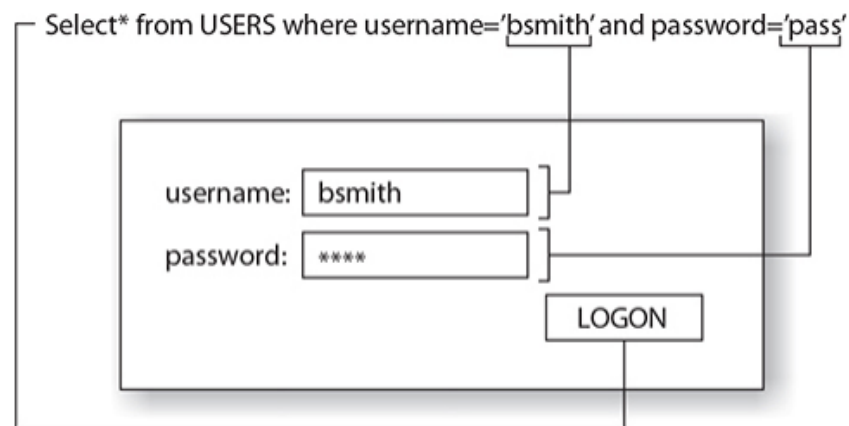 Select* from USERS where username=’bsmith’ and password=’pass’
username: bsmith
password: ****
LOGON